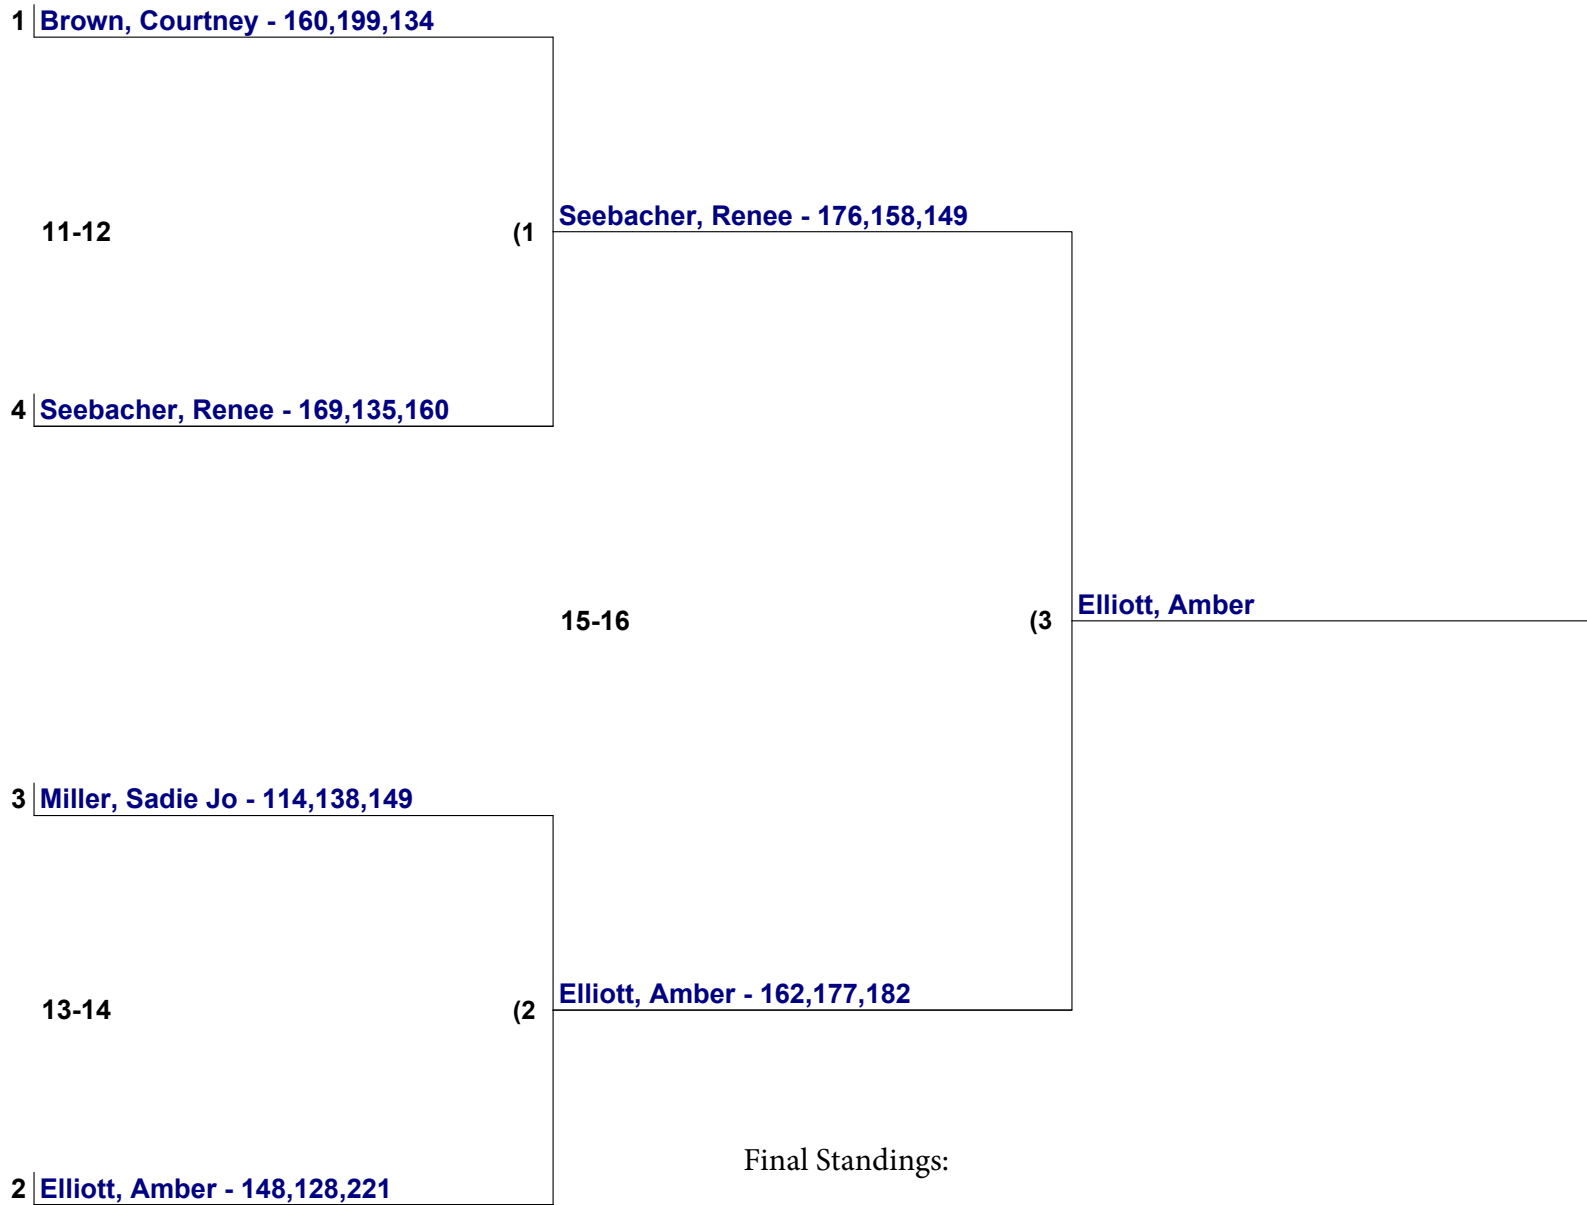 1 Brown, Courtney - 160,199,134
Seebacher, Renee - 176,158,149
11-12 (1
4 Seebacher, Renee - 169,135,160
Elliott, Amber
15-16 (3
3 Miller, Sadie Jo - 114,138,149
Elliott, Amber - 162,177,182
13-14 (2
Final Standings:
2 Elliott, Amber - 148,128,221